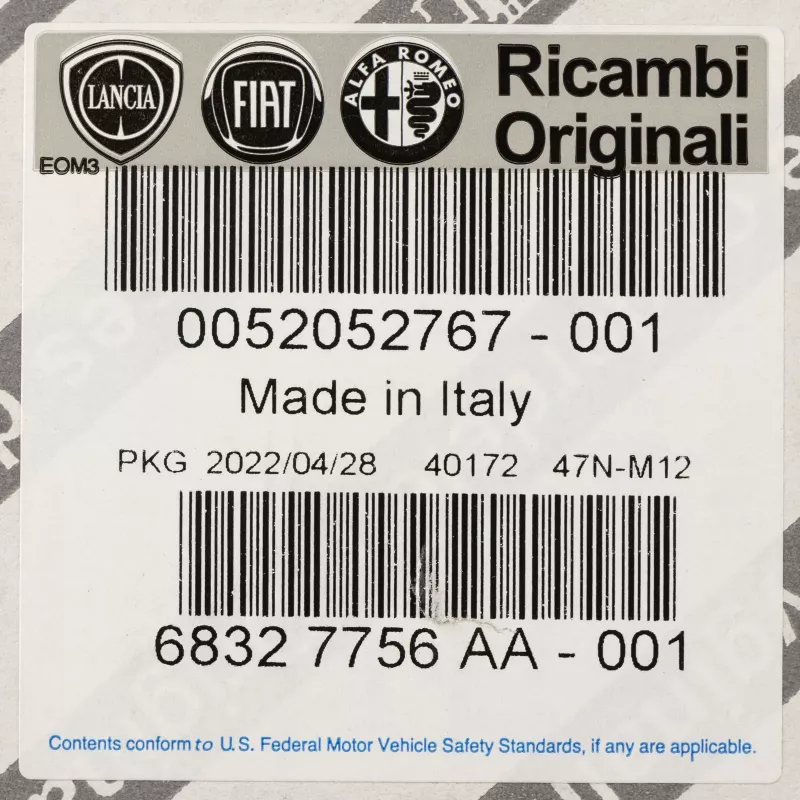 LANCIA
FIAT
ALFA ROMEO
Ricambi
Originali
EOM3
0052052767 - 001
Made in Italy
PKG 2022/04/28 40172 47N-M12
6832 7756 AA - 001
Contents conform to U.S. Federal Motor Vehicle Safety Standards, if any are applicable.